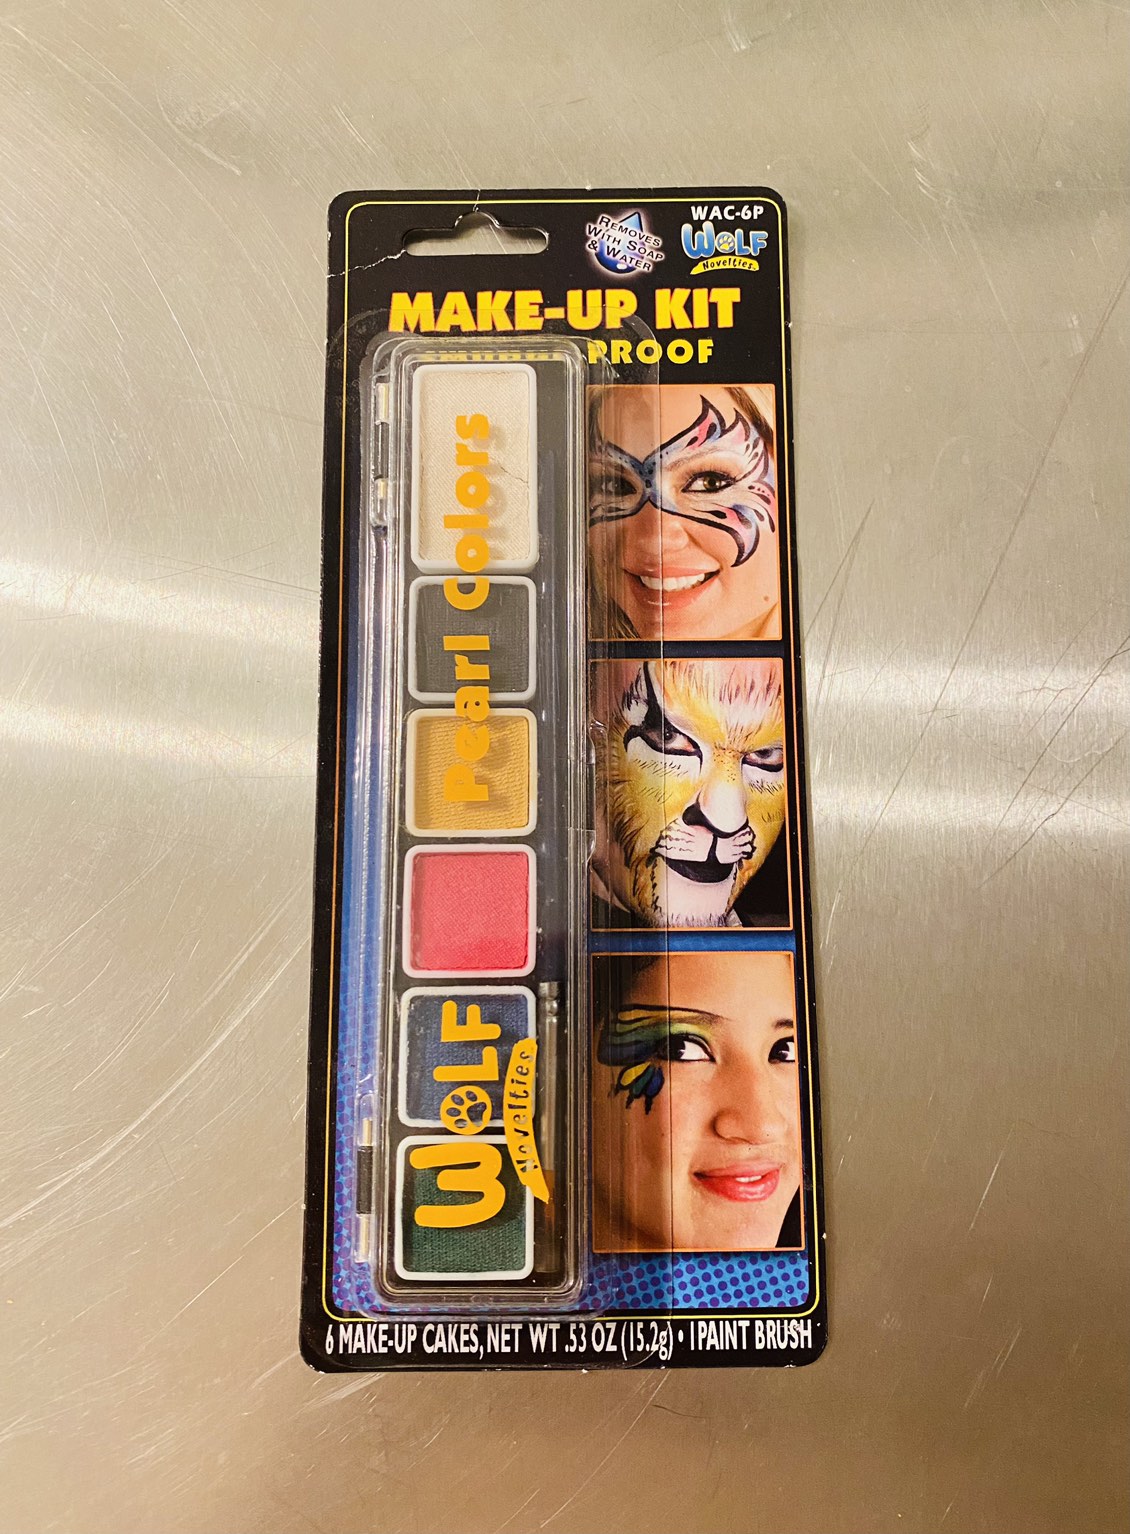 WAC-6P
REMOVES
WITH SOAP
& WATER
WOLF
Novelties
MAKE-UP KIT
SMUDGE PROOF
Pearl Colors
WOLF
Novelties
6 MAKE-UP CAKES, NET WT .53 OZ (15.2g) • 1 PAINT BRUSH